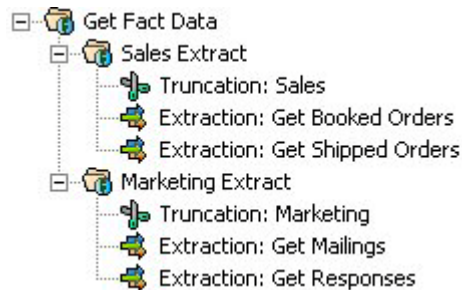 Get Fact Data
Sales Extract
Truncation: Sales
Extraction: Get Booked Orders
Extraction: Get Shipped Orders
Marketing Extract
Truncation: Marketing
Extraction: Get Mailings
Extraction: Get Responses